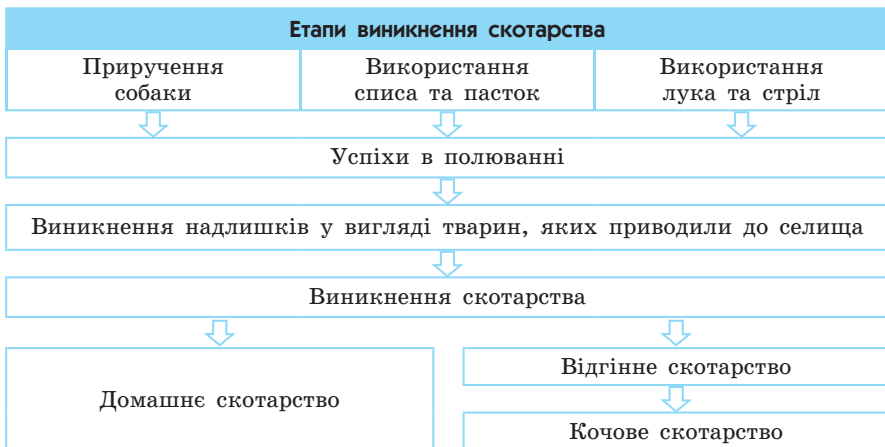 Етапи виникнення скотарства
Приручення
собаки
Використання
списа та пасток
Використання
лука та стріл
Успіхи в полюванні
Виникнення надлишків у вигляді тварин, яких приводили до селища
Виникнення скотарства
Домашнє скотарство
Відгінне скотарство
Кочове скотарство